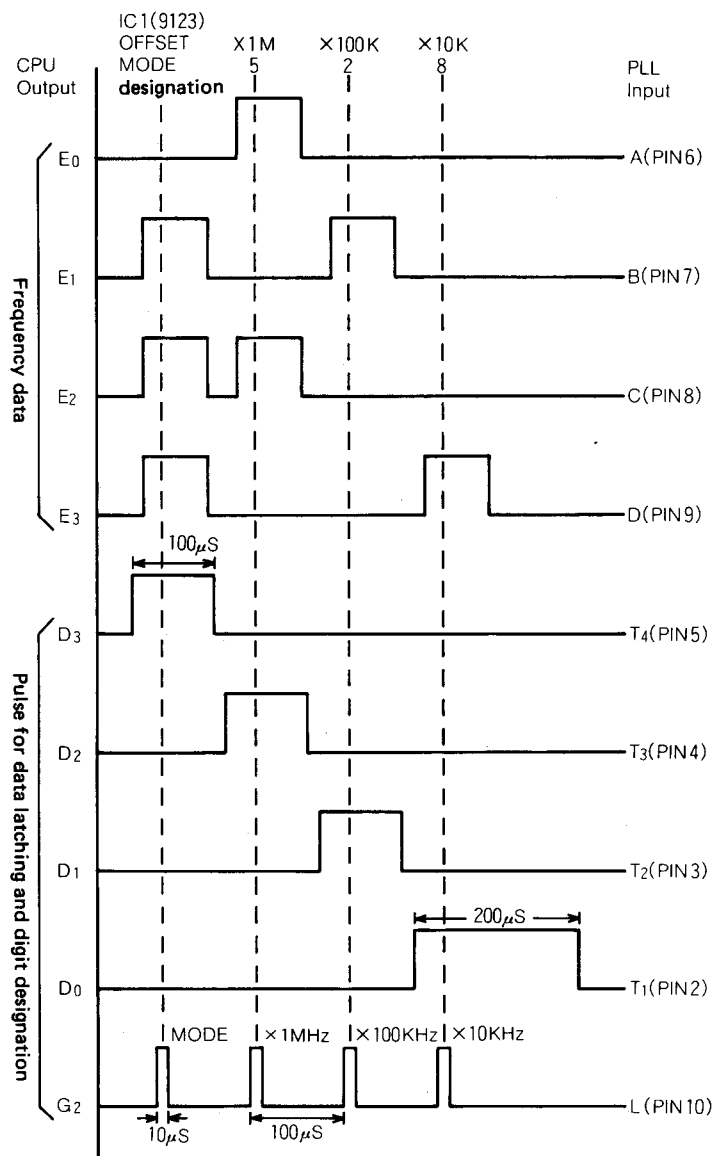 IC1(9123)
OFFSET ×1M ×100K ×10K
CPU MODE 5 2 8 PLL
Output designation Input
E0 A(PIN6)
E1 B(PIN7)
E2 C(PIN8)
E3 D(PIN9)
Frequency data
100μS
D3 T4(PIN5)
D2 T3(PIN4)
D1 T2(PIN3)
200μS
D0 T1(PIN2)
MODE ×1MHz ×100KHz ×10KHz
G2 L(PIN10)
10μS 100μS
Pulse for data latching and digit designation